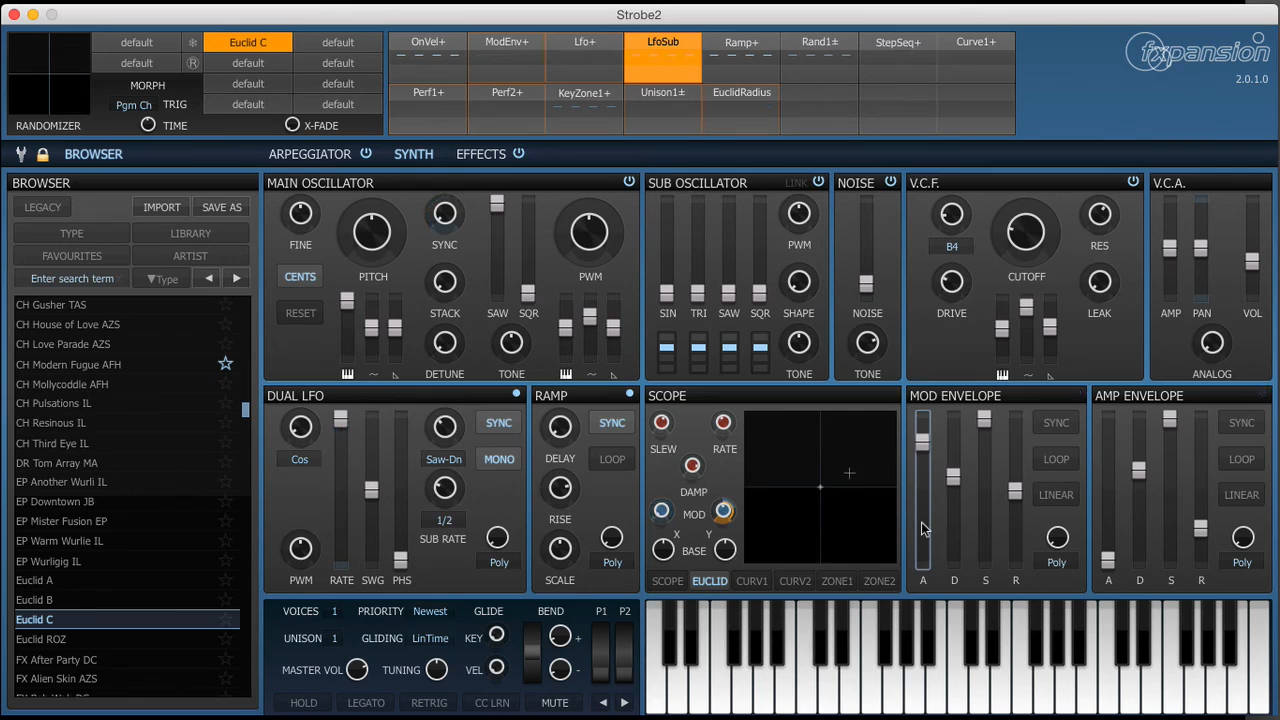 Strobe2
default ❄ Euclid C default
default R default default
MORPH default default
Pgm Ch TRIG default default
RANDOMIZER TIME X-FADE
OnVel+ ModEnv+ Lfo+ LfoSub Ramp+ Rand1± StepSeq+ Curve1+
Perf1+ Perf2+ KeyZone1+ Unison1± EuclidRadius
fxpansion
2.0.1.0
BROWSER ARPEGGIATOR SYNTH EFFECTS
BROWSER
LEGACY IMPORT SAVE AS
TYPE LIBRARY
FAVOURITES ARTIST
Enter search term ▼Type
CH Gusher TAS
CH House of Love AZS
CH Love Parade AZS
CH Modern Fugue AFH
CH Mollycoddle AFH
CH Pulsations IL
CH Resinous IL
CH Third Eye IL
DR Tom Array MA
EP Another Wurli IL
EP Downtown JB
EP Mister Fusion EP
EP Warm Wurlie IL
EP Wurligig IL
Euclid A
Euclid B
Euclid C
Euclid ROZ
FX After Party DC
FX Alien Skin AZS
MAIN OSCILLATOR
FINE PITCH SYNC PWM
CENTS
RESET STACK SAW SQR
DETUNE TONE
SUB OSCILLATOR LINK
PWM
SIN TRI SAW SQR SHAPE
TONE
NOISE
NOISE
TONE
V.C.F.
B4 CUTOFF RES
DRIVE LEAK
V.C.A.
AMP PAN VOL
ANALOG
DUAL LFO
Cos Saw-Dn SYNC
MONO
1/2
SUB RATE Poly
PWM RATE SWG PHS
RAMP
DELAY SYNC
RISE LOOP
SCALE Poly
SCOPE
SLEW RATE
DAMP
MOD
X Y
BASE
SCOPE EUCLID CURV1 CURV2 ZONE1 ZONE2
MOD ENVELOPE
SYNC
LOOP
LINEAR
Poly
A D S R
AMP ENVELOPE
SYNC
LOOP
LINEAR
Poly
A D S R
VOICES 1 PRIORITY Newest GLIDE BEND P1 P2
UNISON 1 GLIDING LinTime KEY +
MASTER VOL TUNING VEL -
HOLD LEGATO RETRIG CC LRN MUTE